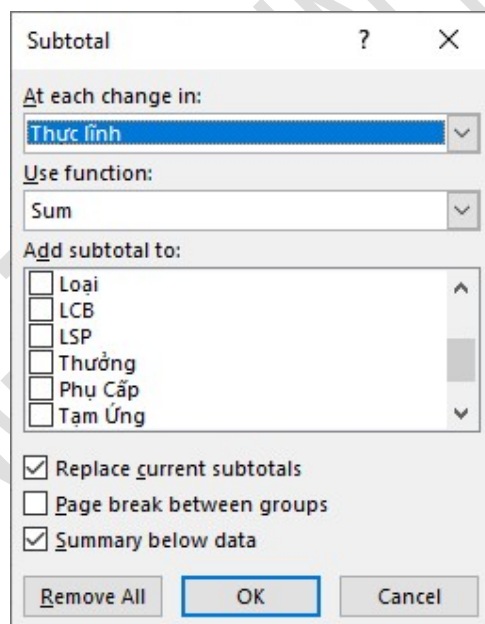 Subtotal ? ×
At each change in:
Thực lĩnh
Use function:
Sum
Add subtotal to:
Loại
LCB
LSP
Thưởng
Phụ Cấp
Tạm Ứng
Replace current subtotals
Page break between groups
Summary below data
Remove All OK Cancel